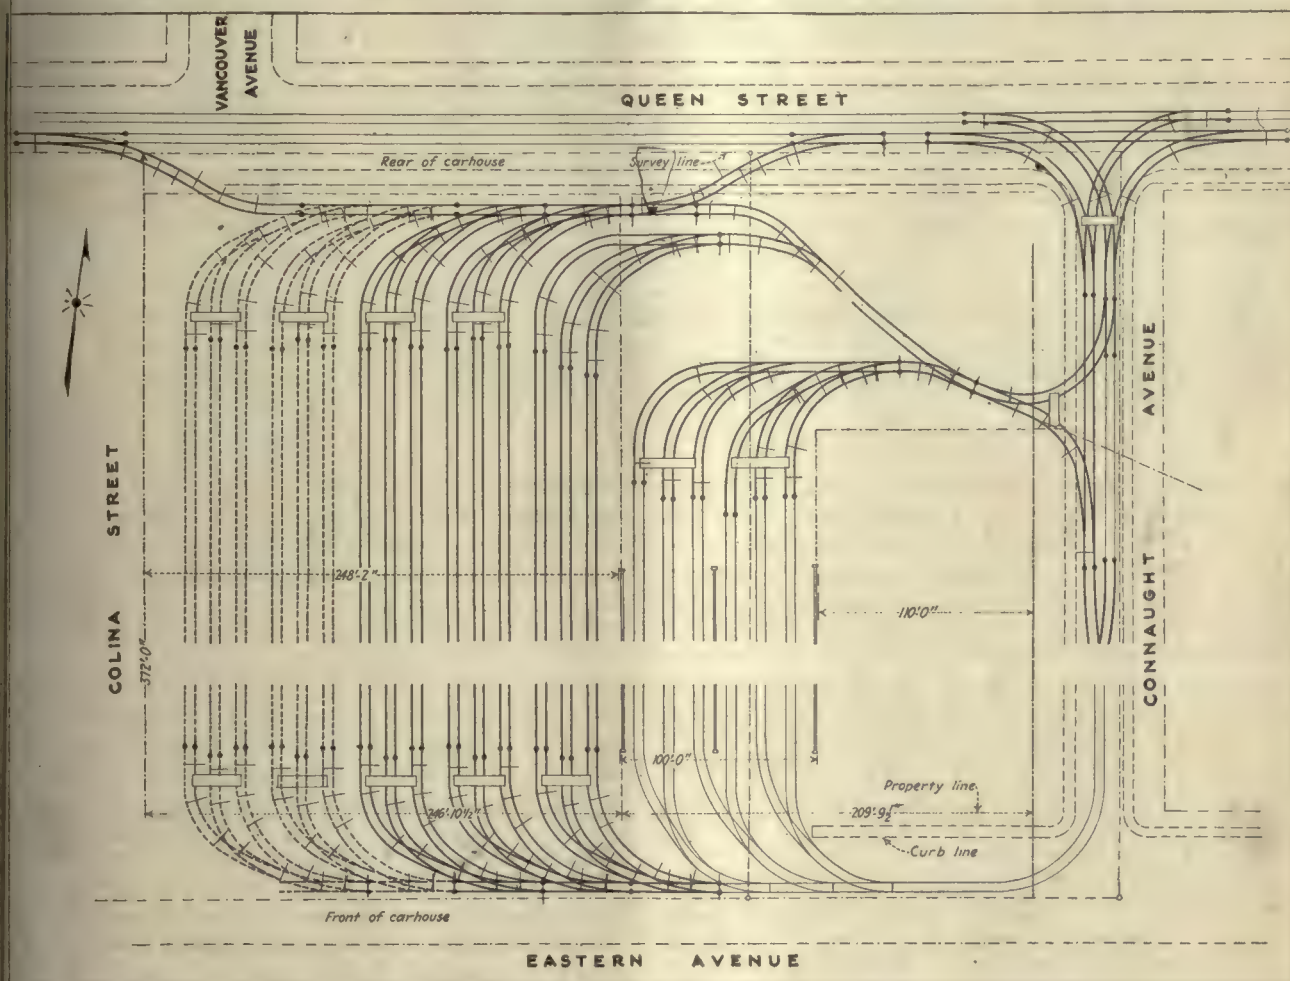 VANCOUVER
AVENUE
QUEEN STREET
Rear of carhouse
Survey line
COLINA STREET
CONNAUGHT AVENUE
248'-2"
110'-0"
372'-0"
100'-0"
Property line
246'-10½"
209'-9½"
Curb line
Front of carhouse
EASTERN AVENUE